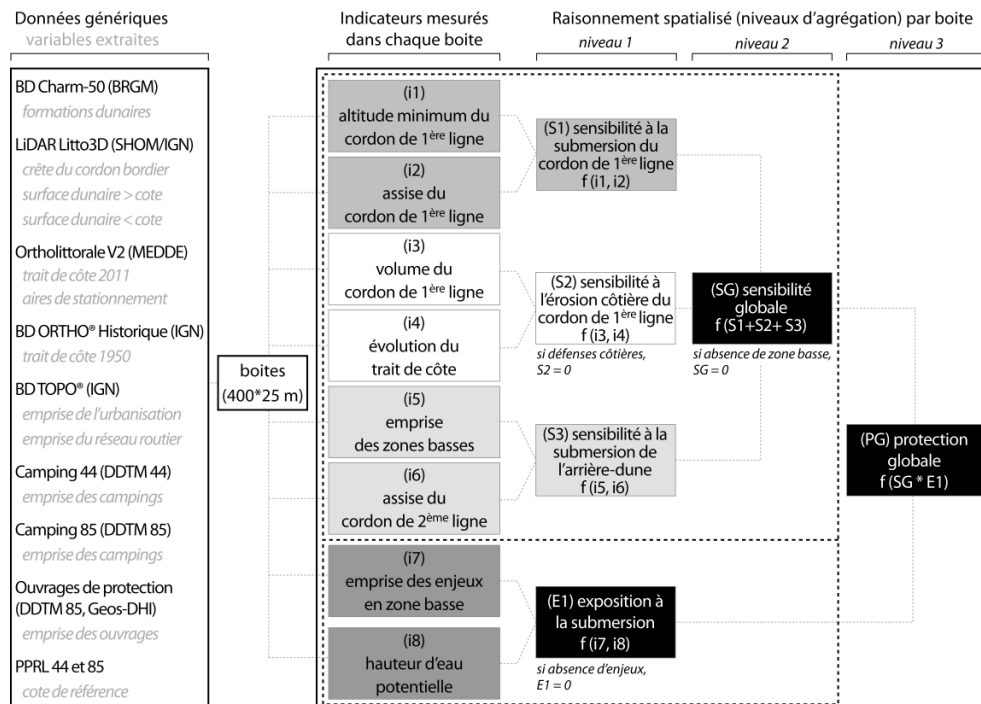 Données génériques
variables extraites
Indicateurs mesurés
dans chaque boite
Raisonnement spatialisé (niveaux d'agrégation) par boite
niveau 1
niveau 2
niveau 3
BD Charm-50 (BRGM)
formations dunaires
LiDAR Litto3D (SHOM/IGN)
crête du cordon bordier
surface dunaire > cote
surface dunaire < cote
Ortholittorale V2 (MEDDE)
trait de côte 2011
aires de stationnement
BD ORTHO® Historique (IGN)
trait de côte 1950
BD TOPO® (IGN)
emprise de l'urbanisation
emprise du réseau routier
Camping 44 (DDTM 44)
emprise des campings
Camping 85 (DDTM 85)
emprise des campings
Ouvrages de protection
(DDTM 85, Geos-DHI)
emprise des ouvrages
PPRL 44 et 85
cote de référence
boites
(400*25 m)
(i1)
altitude minimum du
cordon de 1ère ligne
(i2)
assise du
cordon de 1ère ligne
(i3)
volume du
cordon de 1ère ligne
(i4)
évolution du
trait de côte
(i5)
emprise
des zones basses
(i6)
assise du
cordon de 2ème ligne
(i7)
emprise des enjeux
en zone basse
(i8)
hauteur d'eau
potentielle
(S1) sensibilité à la
submersion du
cordon de 1ère ligne
f (i1, i2)
(S2) sensibilité à
l'érosion côtière du
cordon de 1ère ligne
f (i3, i4)
si défenses côtières,
S2 = 0
(S3) sensibilité à la
submersion de
l'arrière-dune
f (i5, i6)
(E1) exposition à
la submersion
f (i7, i8)
si absence d'enjeux,
E1 = 0
(SG) sensibilité
globale
f (S1+S2+ S3)
si absence de zone basse,
SG = 0
(PG) protection
globale
f (SG * E1)